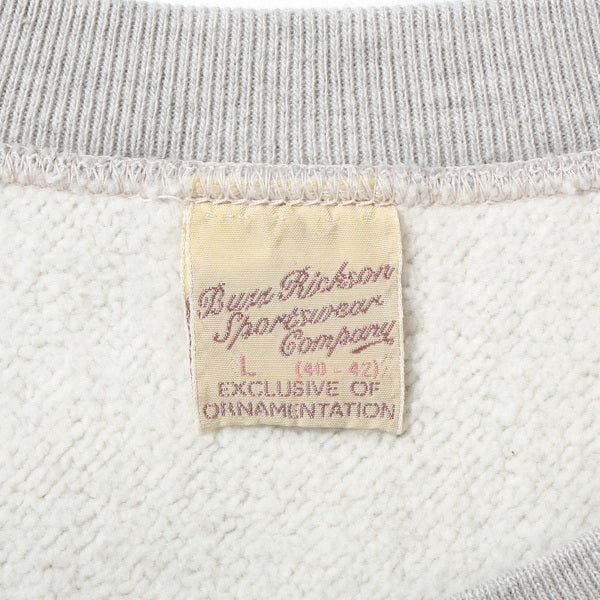 Buzz Rickson
Sportswear
Company
L (40 - 42)
EXCLUSIVE OF
ORNAMENTATION